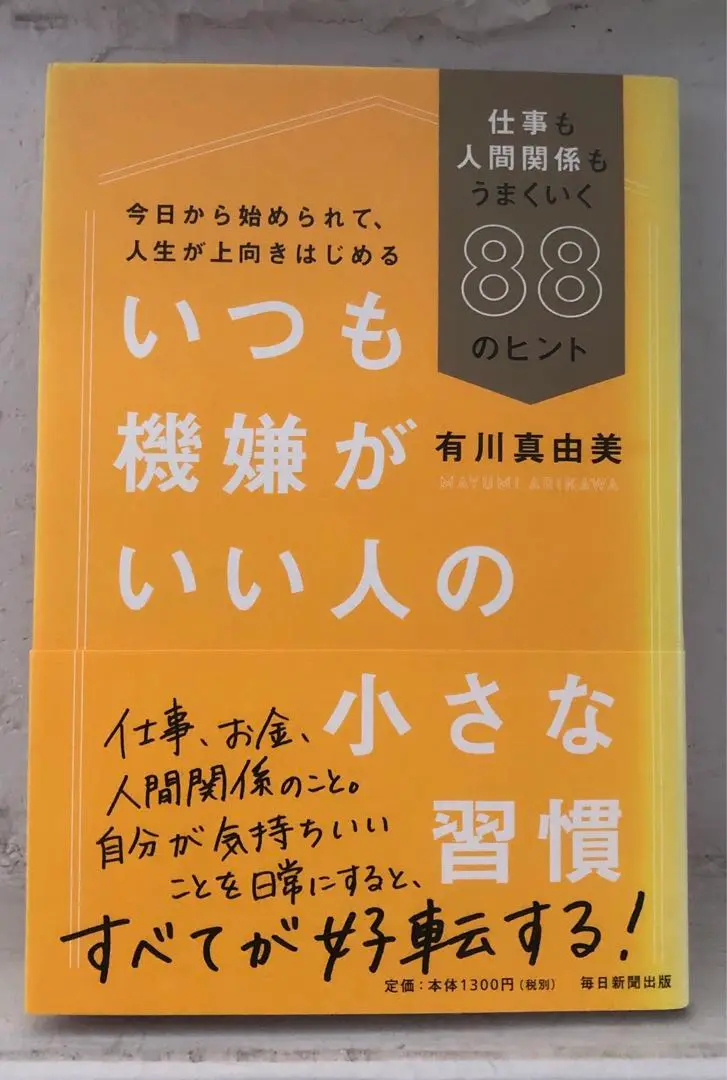 仕事も
人間関係も
うまくいく
88
のヒント
今日から始められて、
人生が上向きはじめる
いつも
機嫌が
いい人の
小さな
習慣
有川真由美
MAYUMI ARIKAWA
仕事、お金、
人間関係のこと。
自分が気持ちいい
ことを日常にすると、
すべてが好転する!
定価:本体1300円(税別) 毎日新聞出版